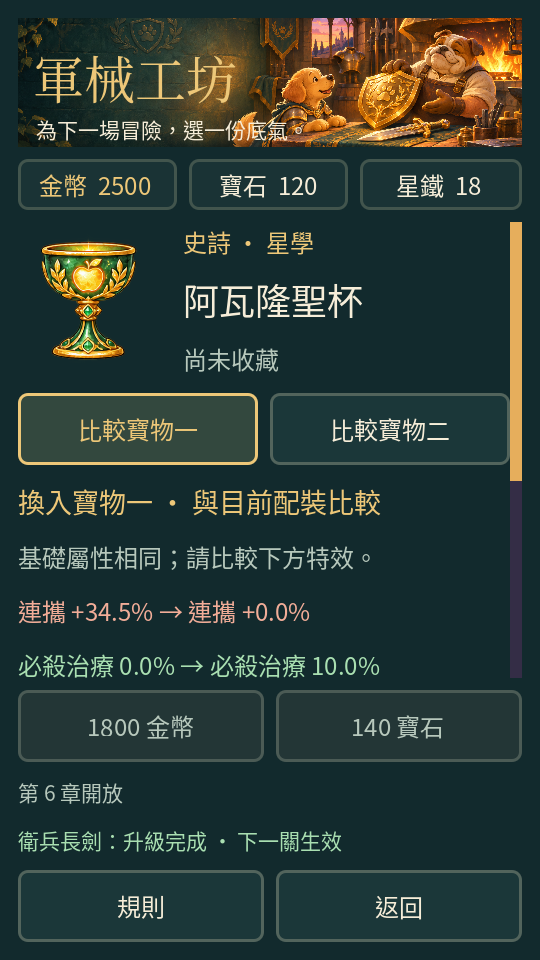 軍械工坊
為下一場冒險，選一份底氣。
金幣 2500
寶石 120
星鐵 18
史詩 · 星學
阿瓦隆聖杯
尚未收藏
比較寶物一
比較寶物二
換入寶物一 · 與目前配裝比較
基礎屬性相同；請比較下方特效。
連攜 +34.5% → 連攜 +0.0%
必殺治療 0.0% → 必殺治療 10.0%
1800 金幣
140 寶石
第 6 章開放
衛兵長劍：升級完成 · 下一關生效
規則
返回